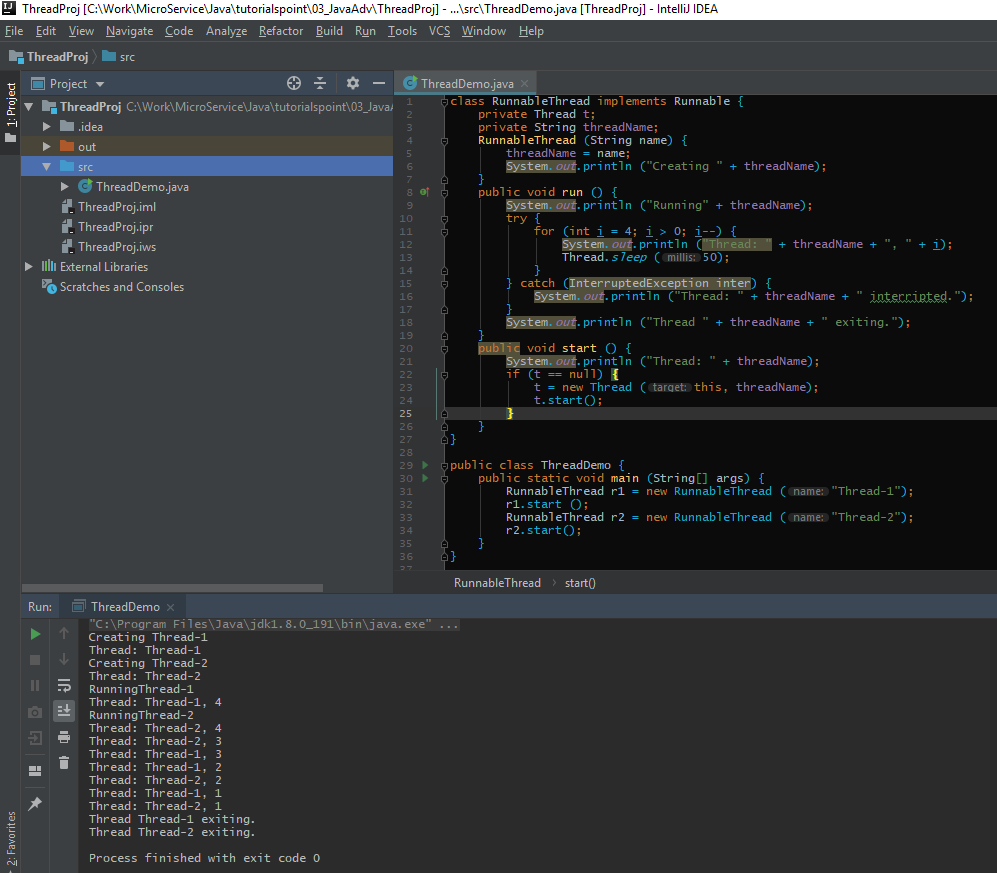 ThreadProj [C:\Work\MicroService\Java\tutorialspoint\03_JavaAdv\ThreadProj] - ...\src\ThreadDemo.java [ThreadProj] - IntelliJ IDEA
File Edit View Navigate Code Analyze Refactor Build Run Tools VCS Window Help
ThreadProj src
1: Project
Project
ThreadProj C:\Work\MicroService\Java\tutorialspoint\03_JavaA
.idea
out
src
ThreadDemo.java
ThreadProj.iml
ThreadProj.ipr
ThreadProj.iws
External Libraries
Scratches and Consoles
ThreadDemo.java
1 class RunnableThread implements Runnable {
2 private Thread t;
3 private String threadName;
4 RunnableThread (String name) {
5 threadName = name;
6 System.out.println ("Creating " + threadName);
7 }
8 public void run () {
9 System.out.println ("Running" + threadName);
10 try {
11 for (int i = 4; i > 0; i--) {
12 System.out.println ("Thread: " + threadName + ", " + i);
13 Thread.sleep ( millis: 50);
14 }
15 } catch (InterruptedException inter) {
16 System.out.println ("Thread: " + threadName + " interripted.");
17 }
18 System.out.println ("Thread " + threadName + " exiting.");
19 }
20 public void start () {
21 System.out.println ("Thread: " + threadName);
22 if (t == null) {
23 t = new Thread ( target: this, threadName);
24 t.start();
25 }
26 }
27 }
28
29 public class ThreadDemo {
30 public static void main (String[] args) {
31 RunnableThread r1 = new RunnableThread ( name: "Thread-1");
32 r1.start ();
33 RunnableThread r2 = new RunnableThread ( name: "Thread-2");
34 r2.start();
35 }
36 }
37
RunnableThread start()
Run: ThreadDemo
"C:\Program Files\Java\jdk1.8.0_191\bin\java.exe" ...
Creating Thread-1
Thread: Thread-1
Creating Thread-2
Thread: Thread-2
RunningThread-1
Thread: Thread-1, 4
RunningThread-2
Thread: Thread-2, 4
Thread: Thread-2, 3
Thread: Thread-1, 3
Thread: Thread-1, 2
Thread: Thread-2, 2
Thread: Thread-1, 1
Thread: Thread-2, 1
Thread Thread-1 exiting.
Thread Thread-2 exiting.
Process finished with exit code 0
2: Favorites